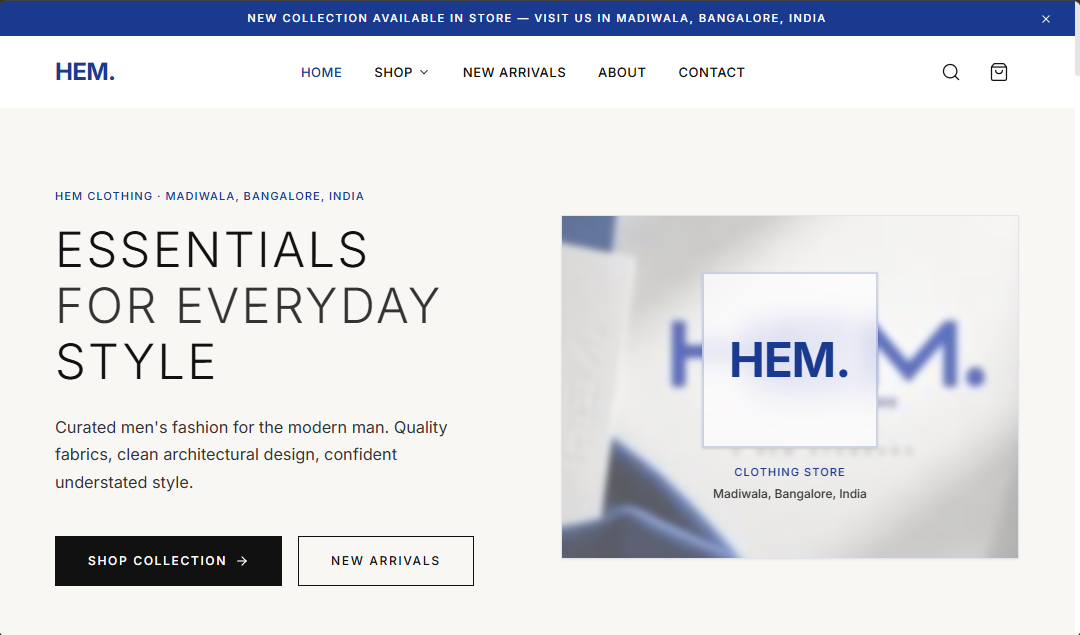 NEW COLLECTION AVAILABLE IN STORE — VISIT US IN MADIWALA, BANGALORE, INDIA
HEM.
HOME
SHOP
NEW ARRIVALS
ABOUT
CONTACT
HEM CLOTHING · MADIWALA, BANGALORE, INDIA
ESSENTIALS
FOR EVERYDAY
STYLE
Curated men's fashion for the modern man. Quality
fabrics, clean architectural design, confident
understated style.
SHOP COLLECTION →
NEW ARRIVALS
HEM.
CLOTHING STORE
Madiwala, Bangalore, India